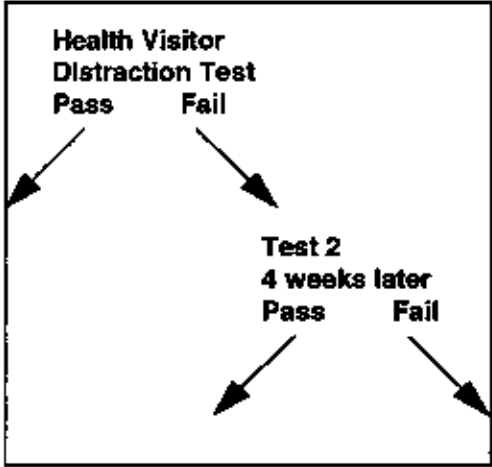 Health Visitor
Distraction Test
Pass Fail
Test 2
4 weeks later
Pass Fail